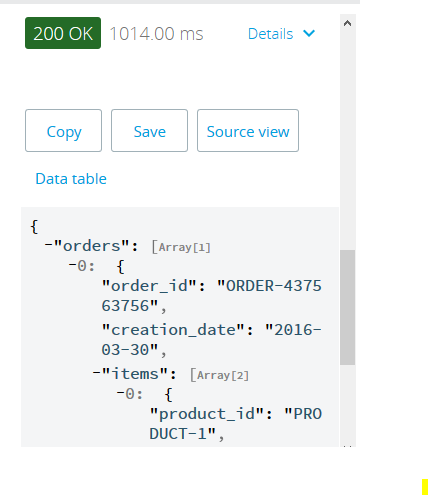 200 OK 1014.00 ms Details
Copy Save Source view
Data table
{
-"orders": [Array[1]
-0: {
"order_id": "ORDER-4375
63756",
"creation_date": "2016-
03-30",
-"items": [Array[2]
-0: {
"product_id": "PRO
DUCT-1",